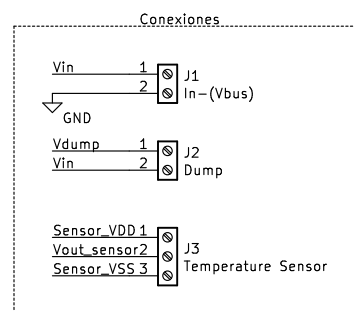 Conexiones
Vin 1
2
GND
J1
In-(Vbus)
Vdump 1
Vin 2
J2
Dump
Sensor_VDD 1
Vout_sensor 2
Sensor_VSS 3
J3
Temperature Sensor